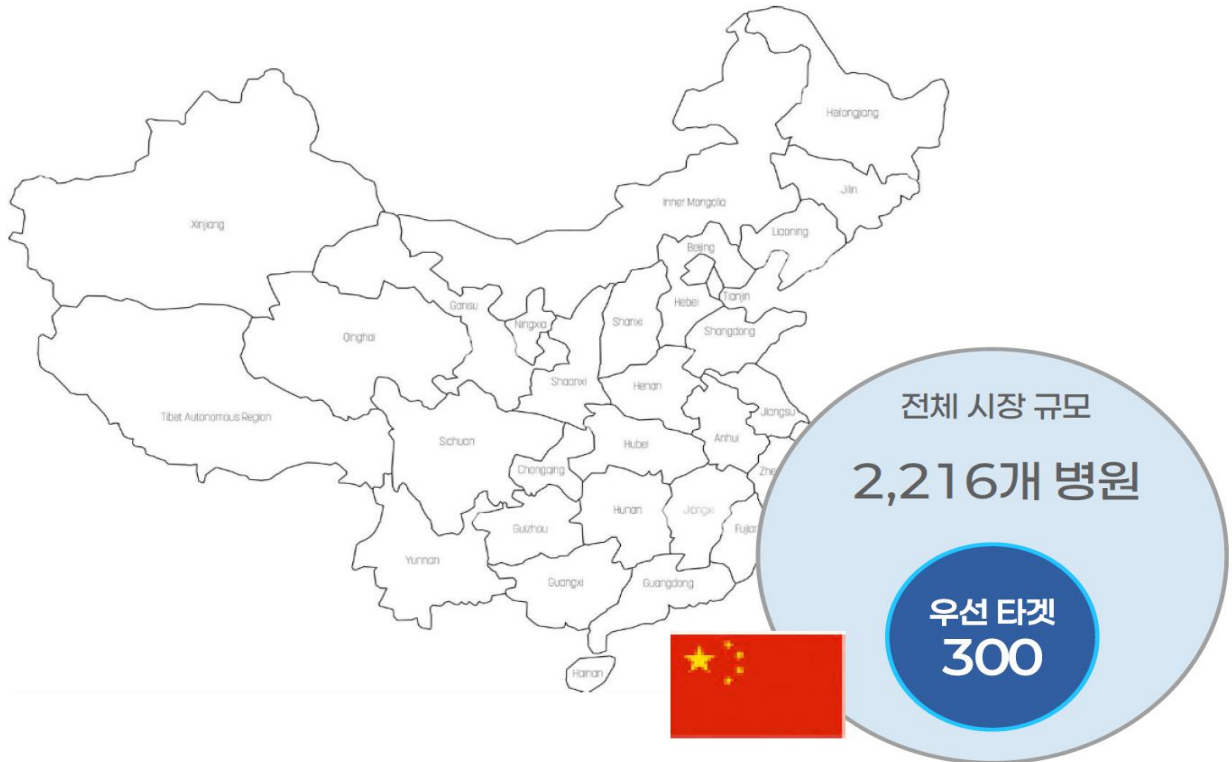 Heilongjiang
Jilin
Inner Mongolia
Xinjiang
Liaoning
Beijing
Tianjin
Hebei
Gansu
Ningxia
Shanxi
Shangdong
Qinghai
Shaanxi
Henan
Tibet Autonomous Region
Jiangsu
Sichuan
Hubei
Anhui
Chongqing
Hunan
Jiangxi
Guizhou
Yunnan
Guangxi
Guangdong
Hainan
전체 시장 규모
2,216개 병원
우선 타겟
300